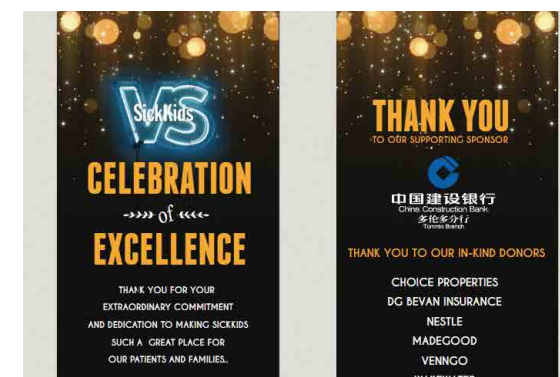 VS
SickKids
CELEBRATION
of
EXCELLENCE
THANK YOU FOR YOUR
EXTRAORDINARY COMMITMENT
AND DEDICATION TO MAKING SICKKIDS
SUCH A GREAT PLACE FOR
OUR PATIENTS AND FAMILIES..
THANK YOU
TO OUR SUPPORTING SPONSOR
中国建设银行
China Construction Bank
多伦多分行
Toronto Branch
THANK YOU TO OUR IN-KIND DONORS
CHOICE PROPERTIES
DG BEVAN INSURANCE
NESTLE
MADEGOOD
VENNGO